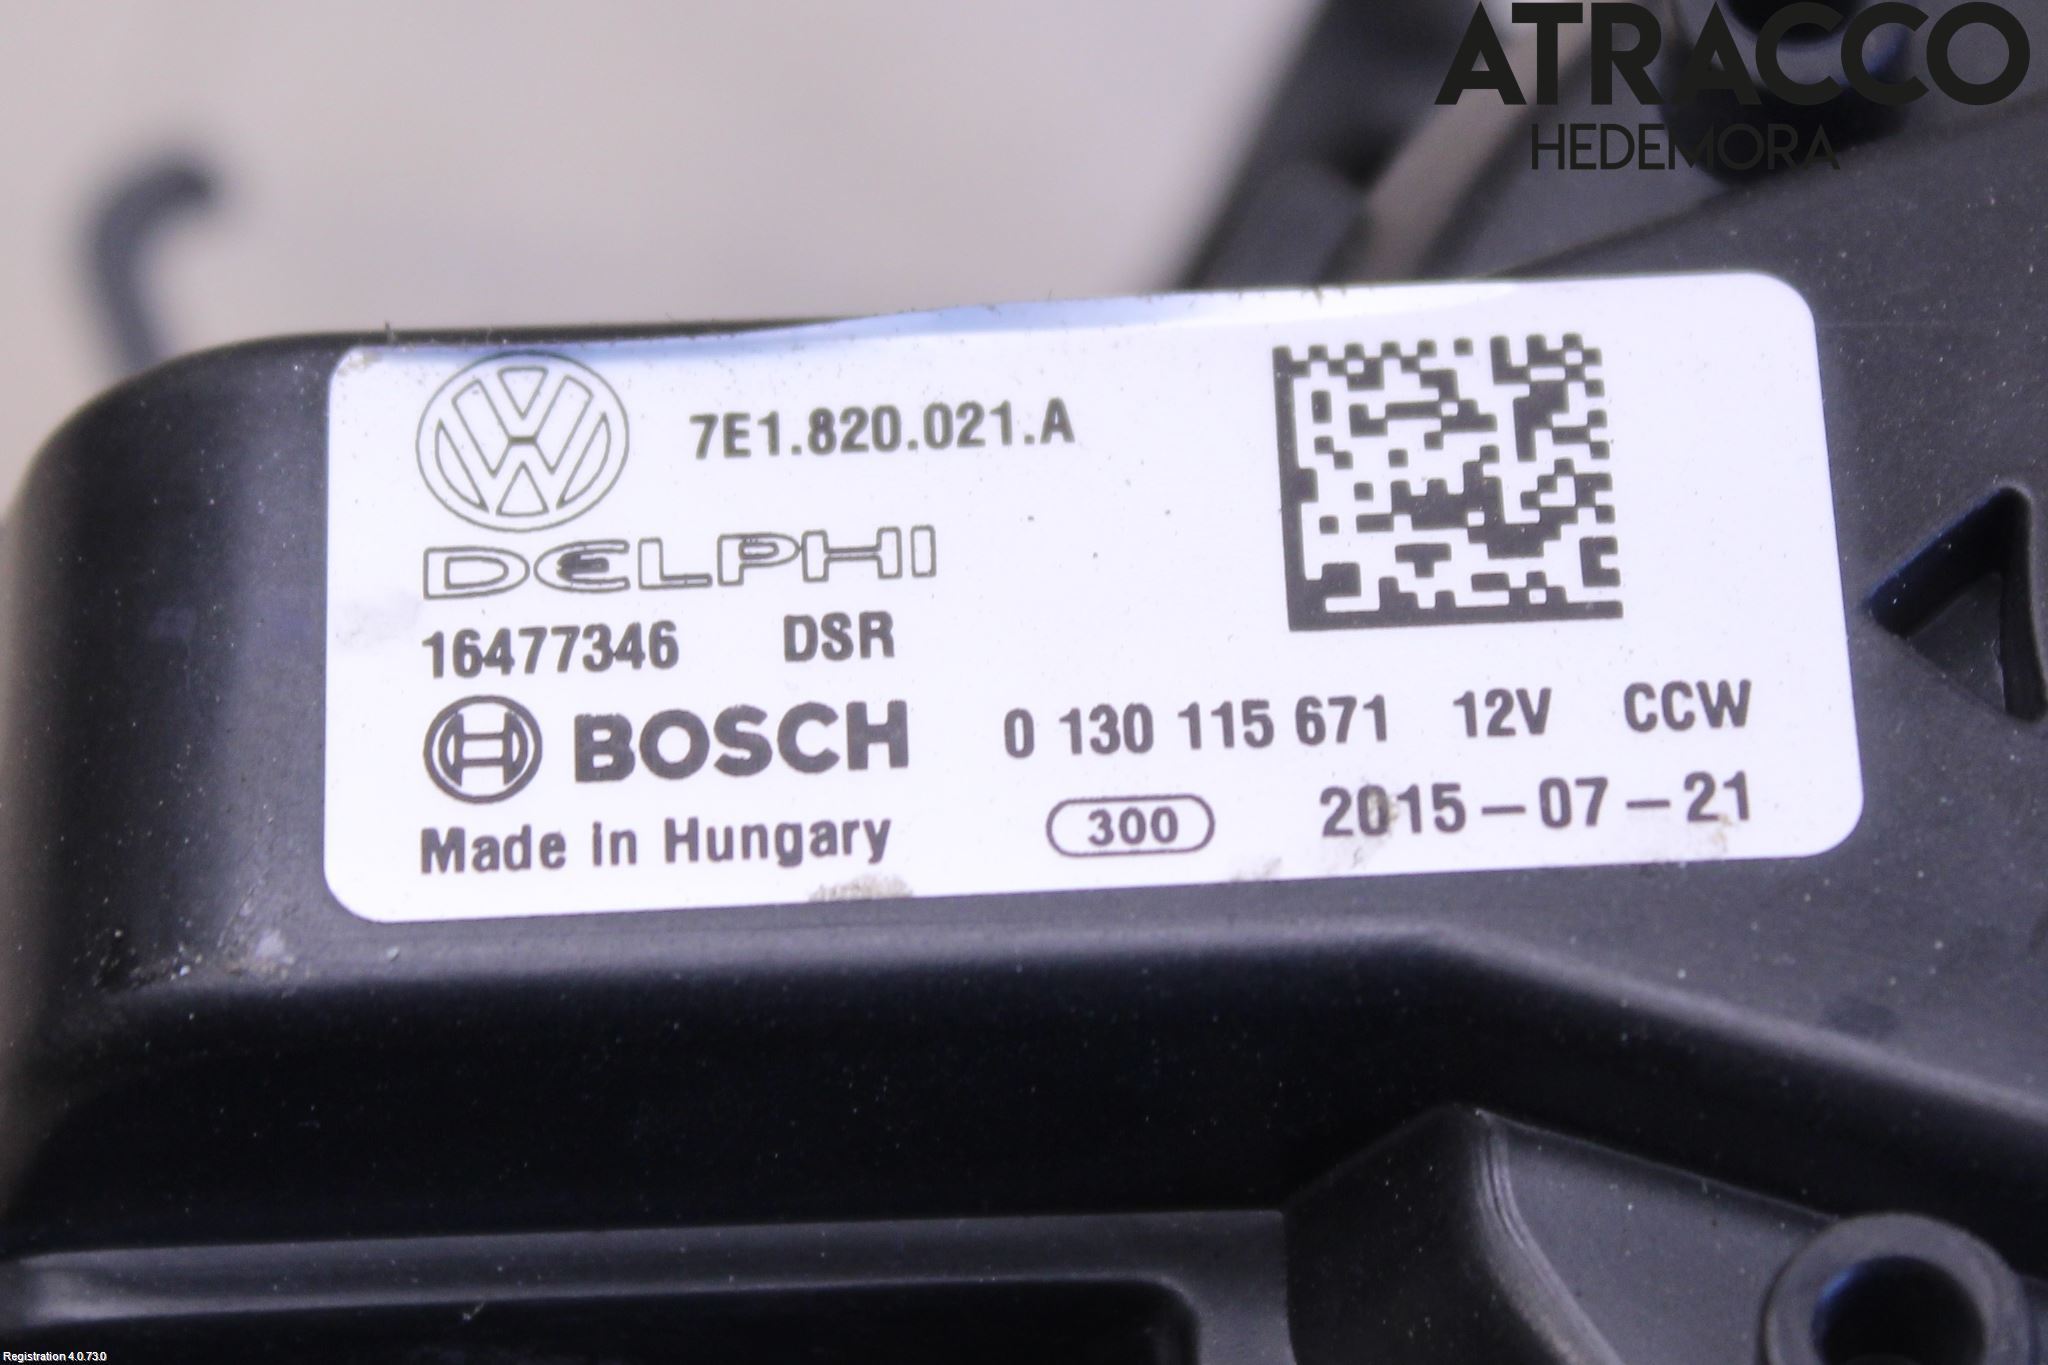 ATRACCO
HEDEMORA
7E1.820.021.A
DELPHI
16477346 DSR
BOSCH 0 130 115 671 12V CCW
Made in Hungary 300 2015-07-21
Registration 4.0.73.0